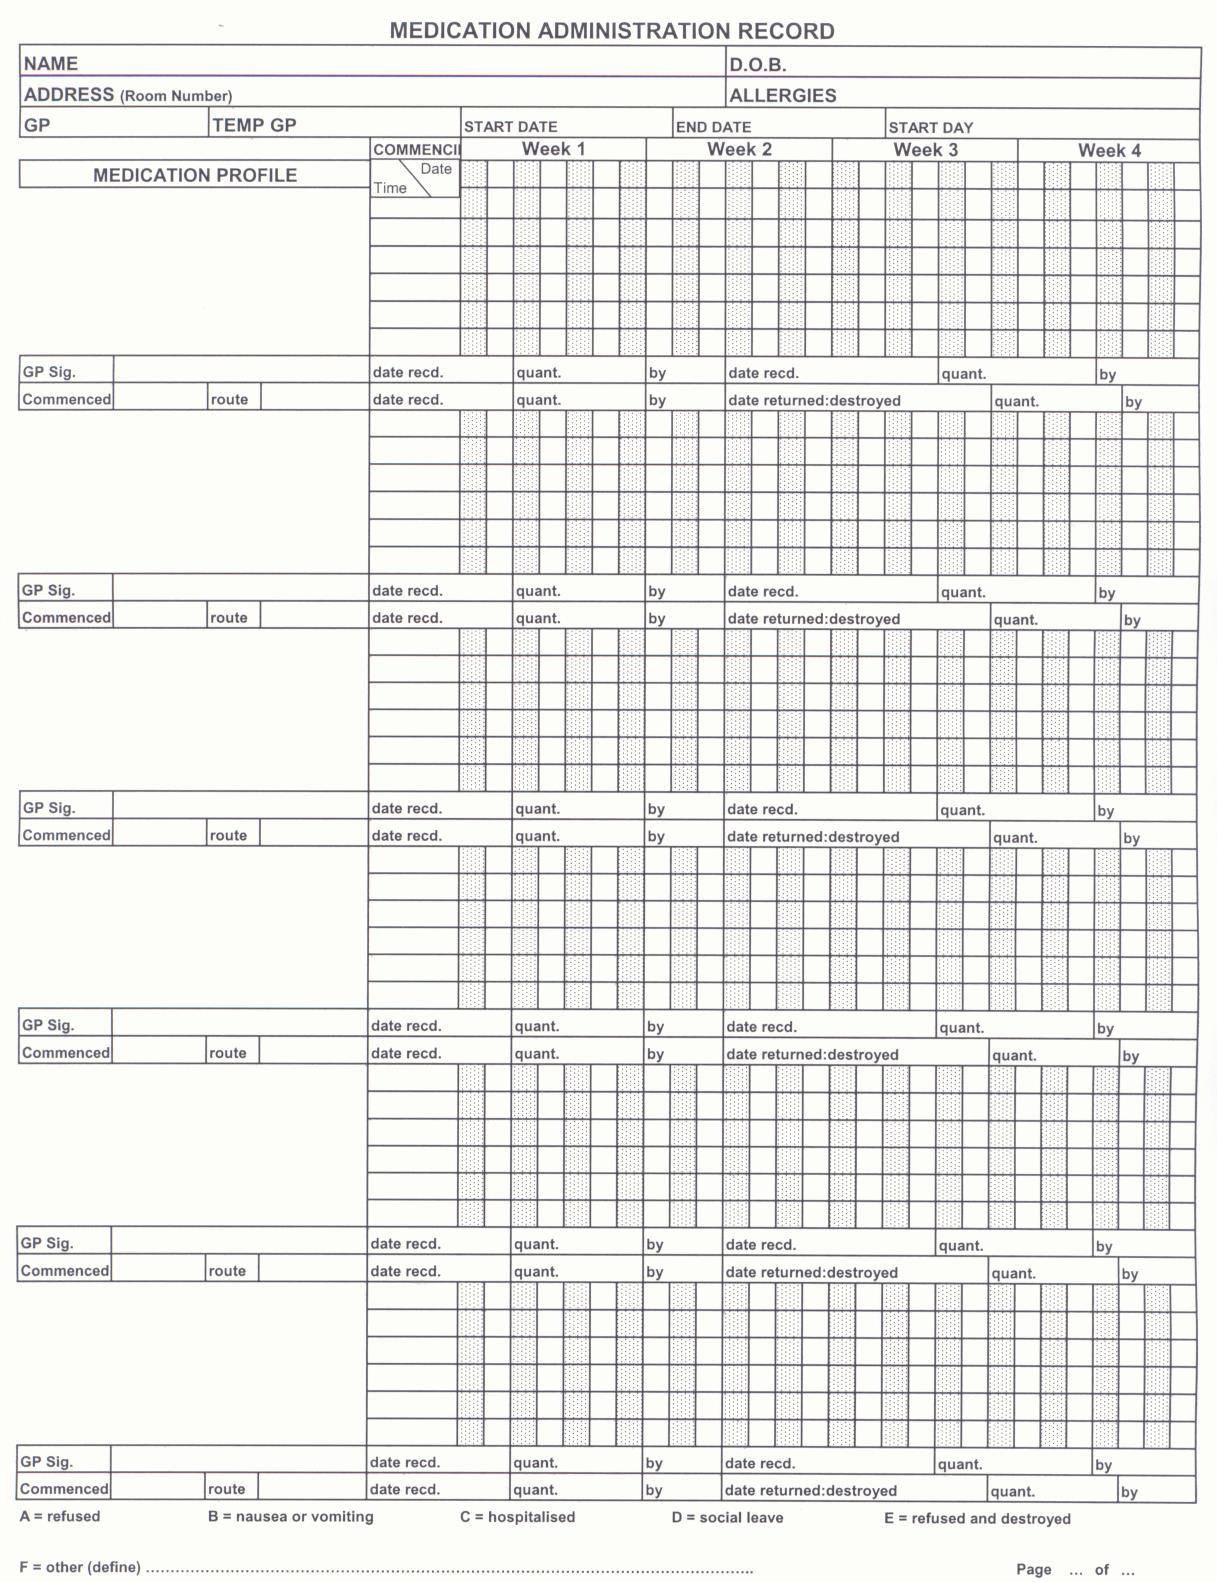 MEDICATION ADMINISTRATION RECORD
NAME D.O.B.
ADDRESS (Room Number) ALLERGIES
GP TEMP GP START DATE END DATE START DAY
COMMENCI Week 1 Week 2 Week 3 Week 4
MEDICATION PROFILE Date
Time
GP Sig. date recd. quant. by date recd. quant. by
Commenced route date recd. quant. by date returned:destroyed quant. by
GP Sig. date recd. quant. by date recd. quant. by
Commenced route date recd. quant. by date returned:destroyed quant. by
GP Sig. date recd. quant. by date recd. quant. by
Commenced route date recd. quant. by date returned:destroyed quant. by
GP Sig. date recd. quant. by date recd. quant. by
Commenced route date recd. quant. by date returned:destroyed quant. by
GP Sig. date recd. quant. by date recd. quant. by
Commenced route date recd. quant. by date returned:destroyed quant. by
GP Sig. date recd. quant. by date recd. quant. by
Commenced route date recd. quant. by date returned:destroyed quant. by
A = refused B = nausea or vomiting C = hospitalised D = social leave E = refused and destroyed
F = other (define) ........................................................................................................ Page ... of ...